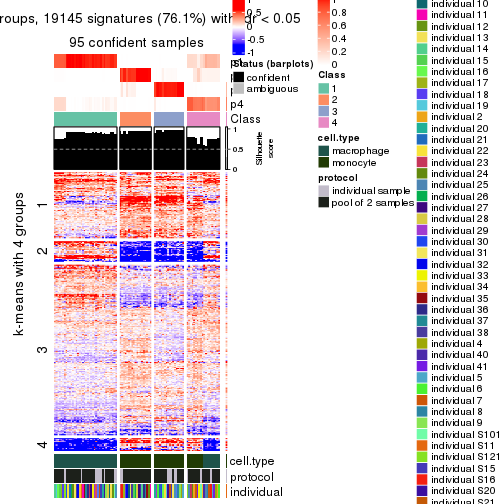 roups, 19145 signatures (76.1%) with
dr < 0.05
95 confident samples
p4
Class
1
0.5
0
Silhouette
score
k-means with 4 groups
1
2
3
4
cell.type
protocol
individual
-0.5
-1
Status (barplots)
confident
ambiguous
0.8
0.6
0.4
0.2
0
Class
1
2
3
4
cell.type
macrophage
monocyte
protocol
individual sample
pool of 2 samples
individual 10
individual 11
individual 12
individual 13
individual 14
individual 15
individual 16
individual 17
individual 18
individual 19
individual 2
individual 20
individual 21
individual 22
individual 23
individual 24
individual 25
individual 26
individual 27
individual 28
individual 29
individual 30
individual 31
individual 32
individual 33
individual 34
individual 35
individual 36
individual 37
individual 38
individual 4
individual 40
individual 41
individual 5
individual 6
individual 7
individual 8
individual 9
individual S101
individual S11
individual S121
individual S15
individual S16
individual S20
individual S21